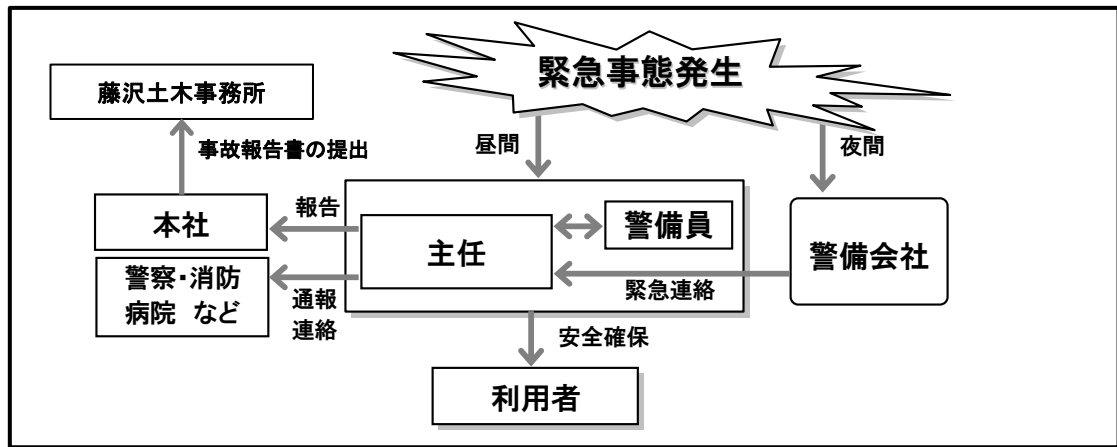 緊急事態発生
藤沢土木事務所
昼間
夜間
事故報告書の提出
本社
報告
主任
警備員
警備会社
緊急連絡
警察・消防
病院 など
通報
連絡
安全確保
利用者